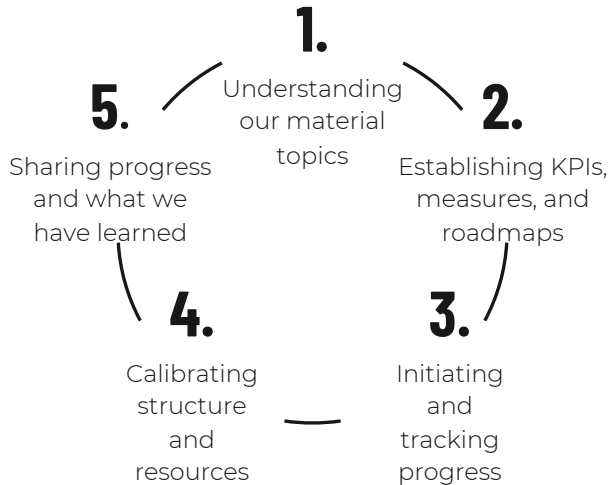 1.
Understanding
our material
topics
2.
Establishing KPIs,
measures, and
roadmaps
3.
Initiating
and
tracking
progress
4.
Calibrating
structure
and
resources
5.
Sharing progress
and what we
have learned